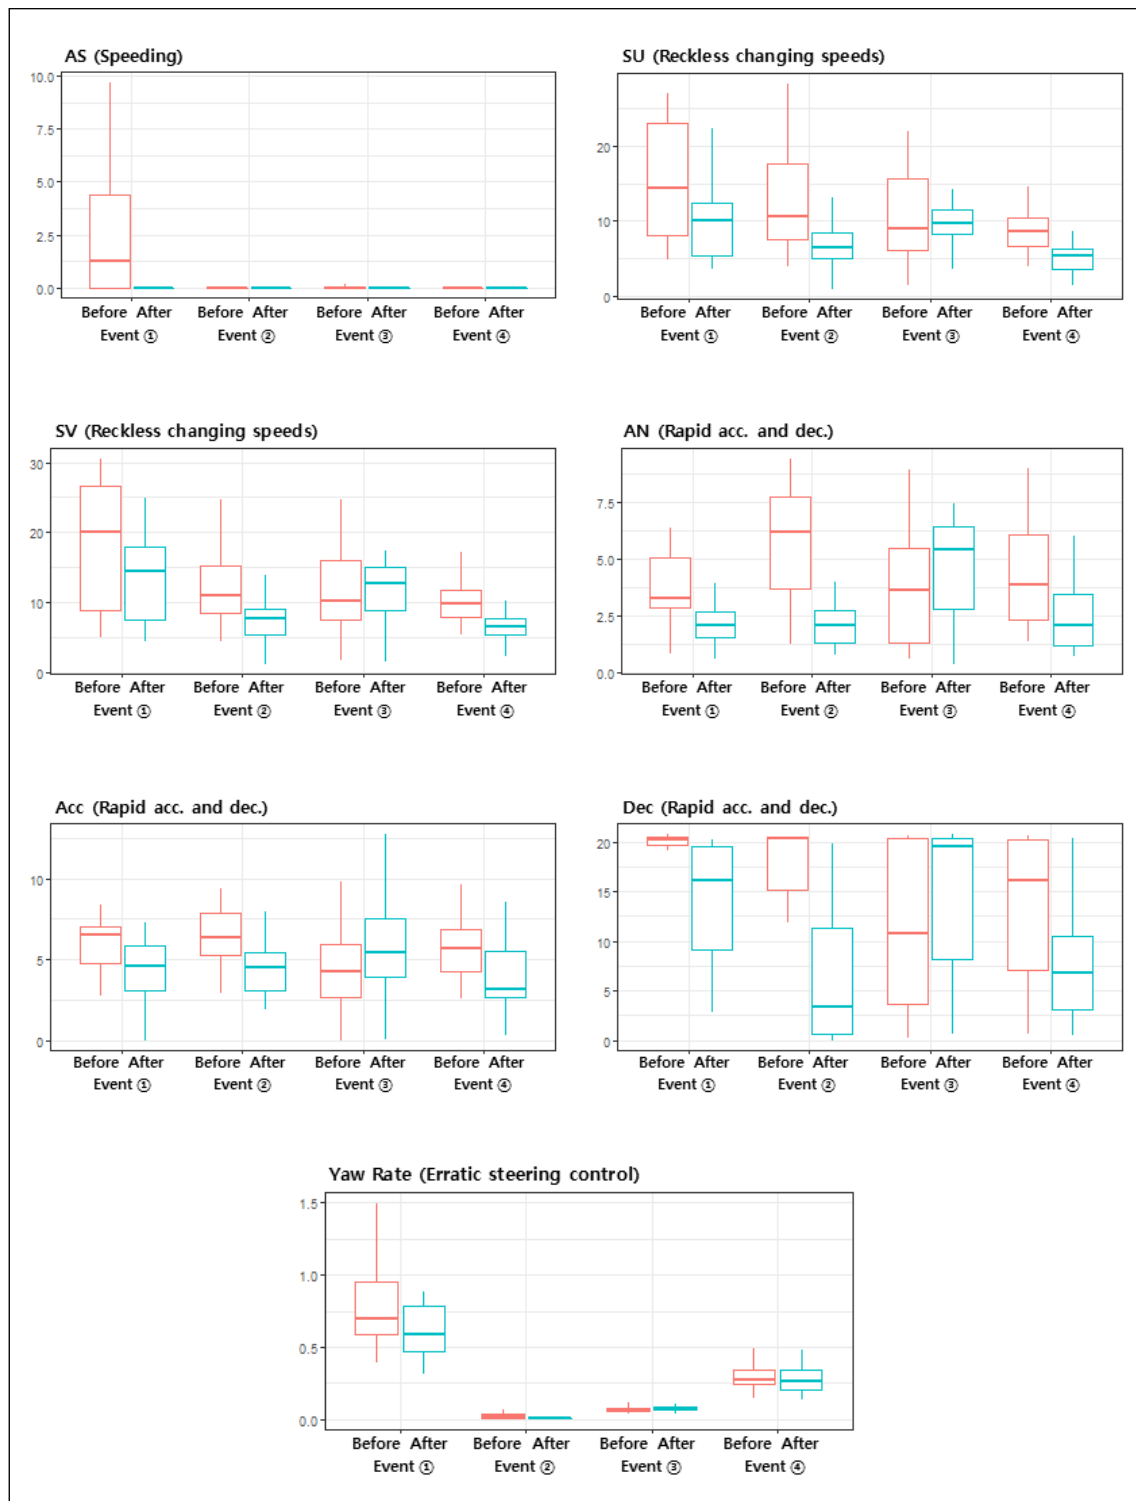 AS (Speeding)
10.0
7.5
5.0
2.5
0.0
Before After Before After Before After Before After
Event ① Event ② Event ③ Event ④
SU (Reckless changing speeds)
20
10
0
Before After Before After Before After Before After
Event ① Event ② Event ③ Event ④
SV (Reckless changing speeds)
30
20
10
0
Before After Before After Before After Before After
Event ① Event ② Event ③ Event ④
AN (Rapid acc. and dec.)
7.5
5.0
2.5
0.0
Before After Before After Before After Before After
Event ① Event ② Event ③ Event ④
Acc (Rapid acc. and dec.)
10
5
0
Before After Before After Before After Before After
Event ① Event ② Event ③ Event ④
Dec (Rapid acc. and dec.)
20
15
10
5
0
Before After Before After Before After Before After
Event ① Event ② Event ③ Event ④
Yaw Rate (Erratic steering control)
1.5
1.0
0.5
0.0
Before After Before After Before After Before After
Event ① Event ② Event ③ Event ④